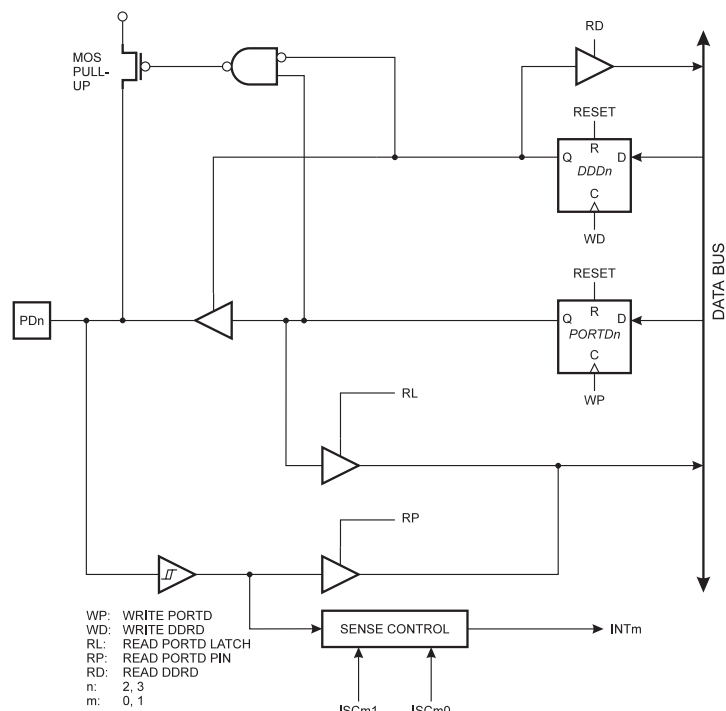 MOS
PULL-
UP
RD
RESET
R
Q
D
DDDn
C
WD
DATA BUS
RESET
R
PDn
Q
D
PORTDn
C
WP
RL
RP
WP: WRITE PORTD
WD: WRITE DDRD
RL: READ PORTD LATCH
RP: READ PORTD PIN
RD: READ DDRD
n: 2, 3
m: 0, 1
SENSE CONTROL
INTm
ISCm1
ISCm0